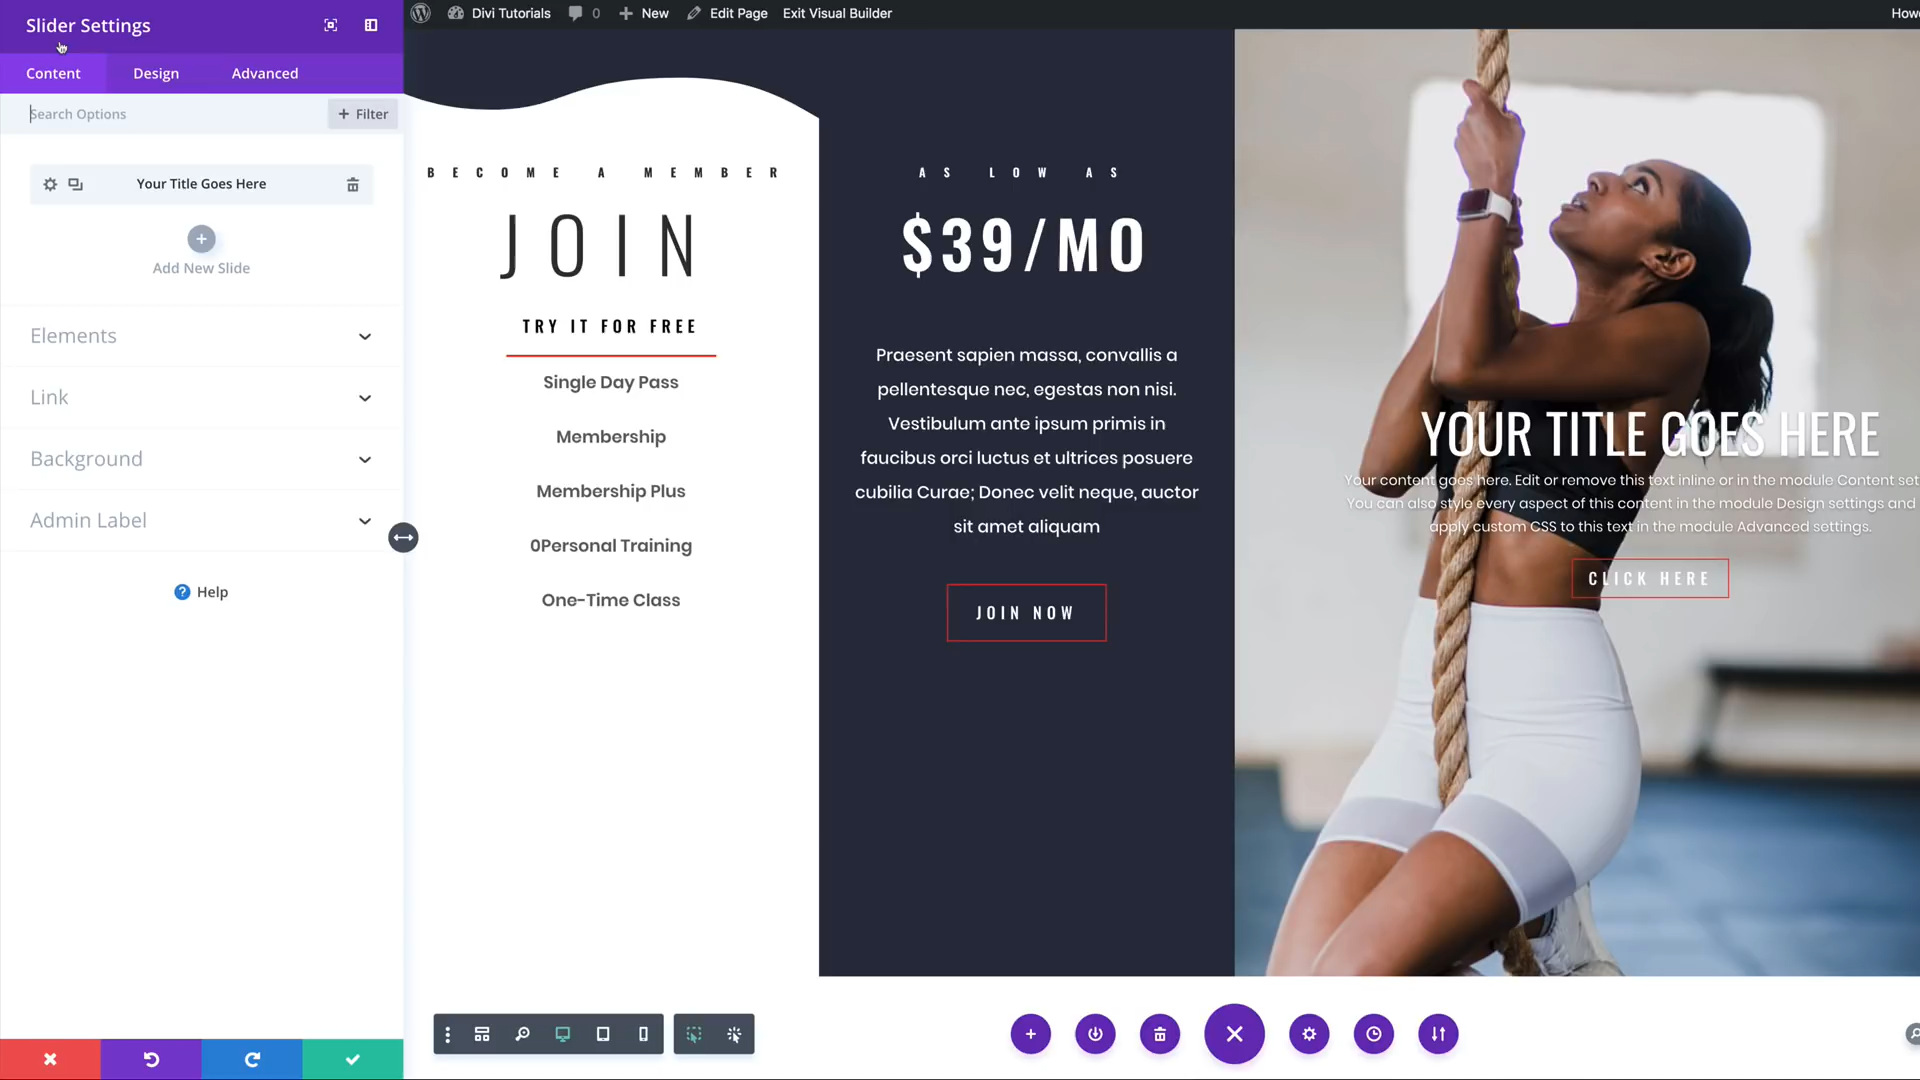 Slider Settings
Divi Tutorials 0 New Edit Page Exit Visual Builder
Content Design Advanced
Search Options
+ Filter
Your Title Goes Here
Add New Slide
Elements
Link
Background
Admin Label
? Help
BECOME A MEMBER
JOIN
TRY IT FOR FREE
Single Day Pass
Membership
Membership Plus
0Personal Training
One-Time Class
AS LOW AS
$39/MO
Praesent sapien massa, convallis a
pellentesque nec, egestas non nisi.
Vestibulum ante ipsum primis in
faucibus orci luctus et ultrices posuere
cubilia Curae; Donec velit neque, auctor
sit amet aliquam
JOIN NOW
YOUR TITLE GOES HERE
Your content goes here. Edit or remove this text inline or in the module Content
You can also style every aspect of this content in the module Design settings and
apply custom CSS to this text in the module Advanced settings.
CLICK HERE